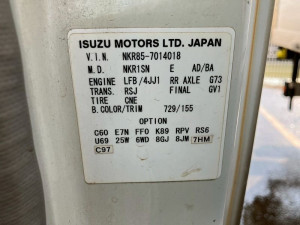 ISUZU MOTORS LTD. JAPAN
V.I.N. NKR85-7014018
M.D. NKR1SN E AD/BA
ENGINE LFB/4JJ1 RR AXLE G73
TRANS. RSJ FINAL GV1
TIRE CNE
B.COLOR/TRIM 729/155
OPTION
C60 E7N FF0 K89 RPV RS6
U69 25W 6WD 8GJ 8JM 7HM
C97